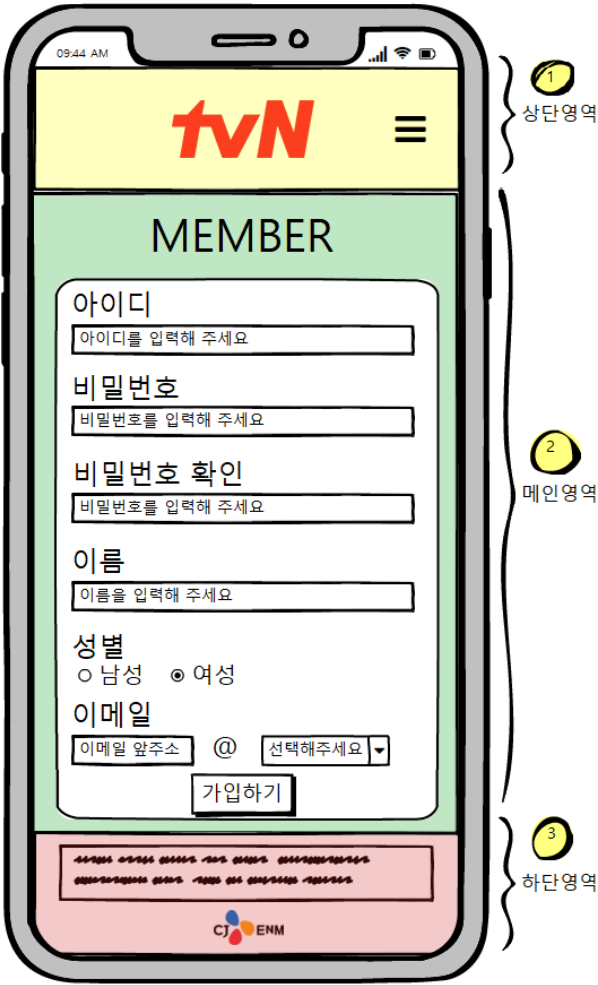 09:44 AM
tvN
1
상단영역
MEMBER
아이디
아이디를 입력해 주세요
비밀번호
비밀번호를 입력해 주세요
비밀번호 확인
비밀번호를 입력해 주세요
2
메인영역
이름
이름을 입력해 주세요
성별
남성 여성
이메일
이메일 앞주소 @ 선택해주세요
가입하기
3
하단영역
CJ ENM